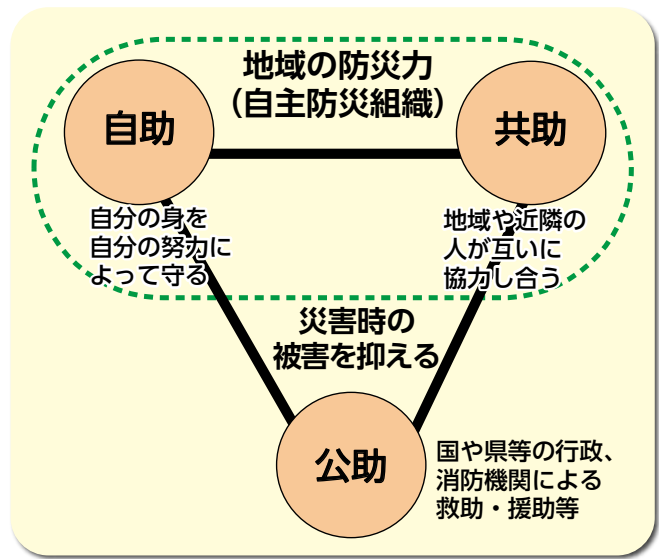 地域の防災力
（自主防災組織）
自助
共助
自分の身を
自分の努力に
よって守る
地域や近隣の
人が互いに
協力し合う
災害時の
被害を抑える
公助
国や県等の行政、
消防機関による
救助・援助等